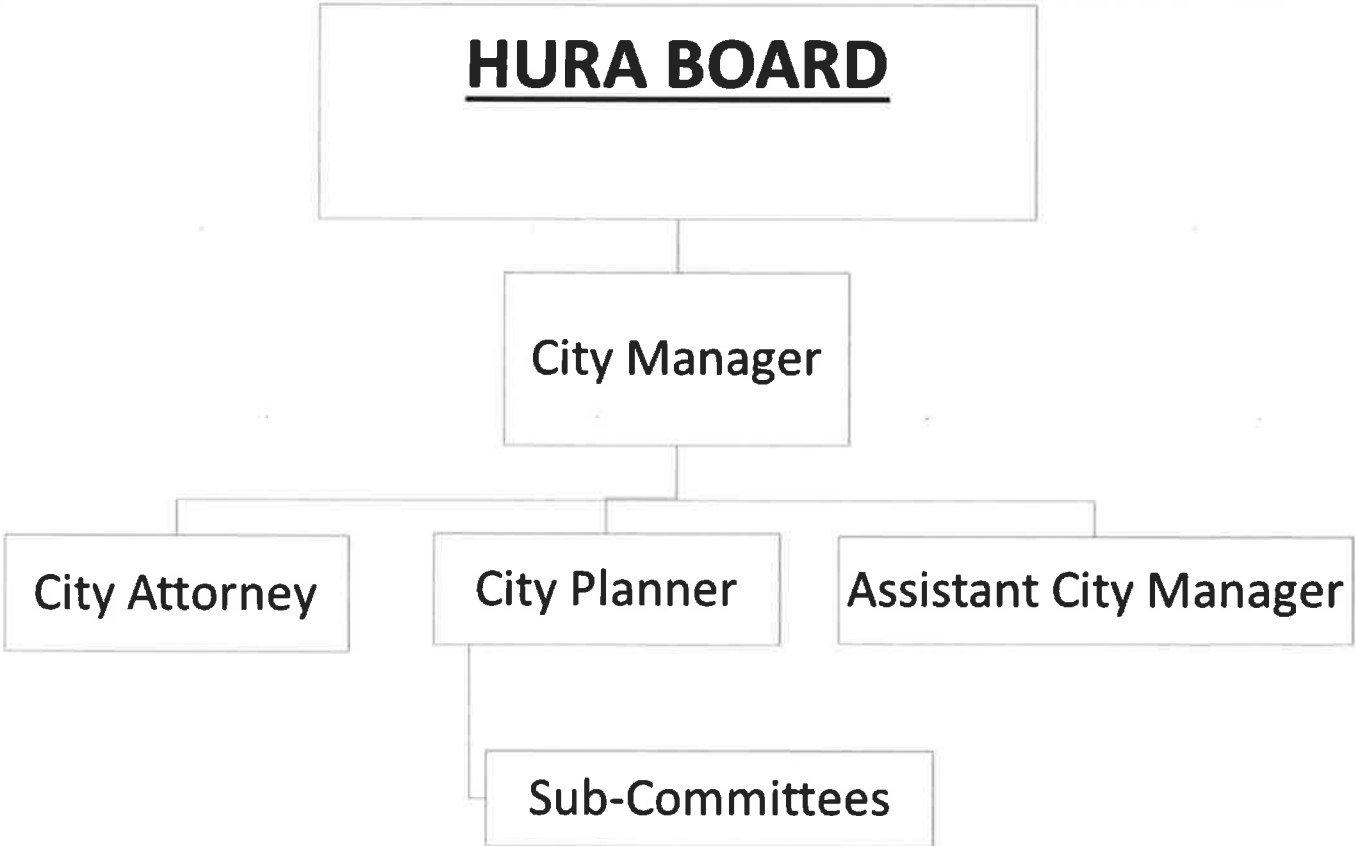 HURA BOARD
City Manager
City Attorney
City Planner
Assistant City Manager
Sub-Committees